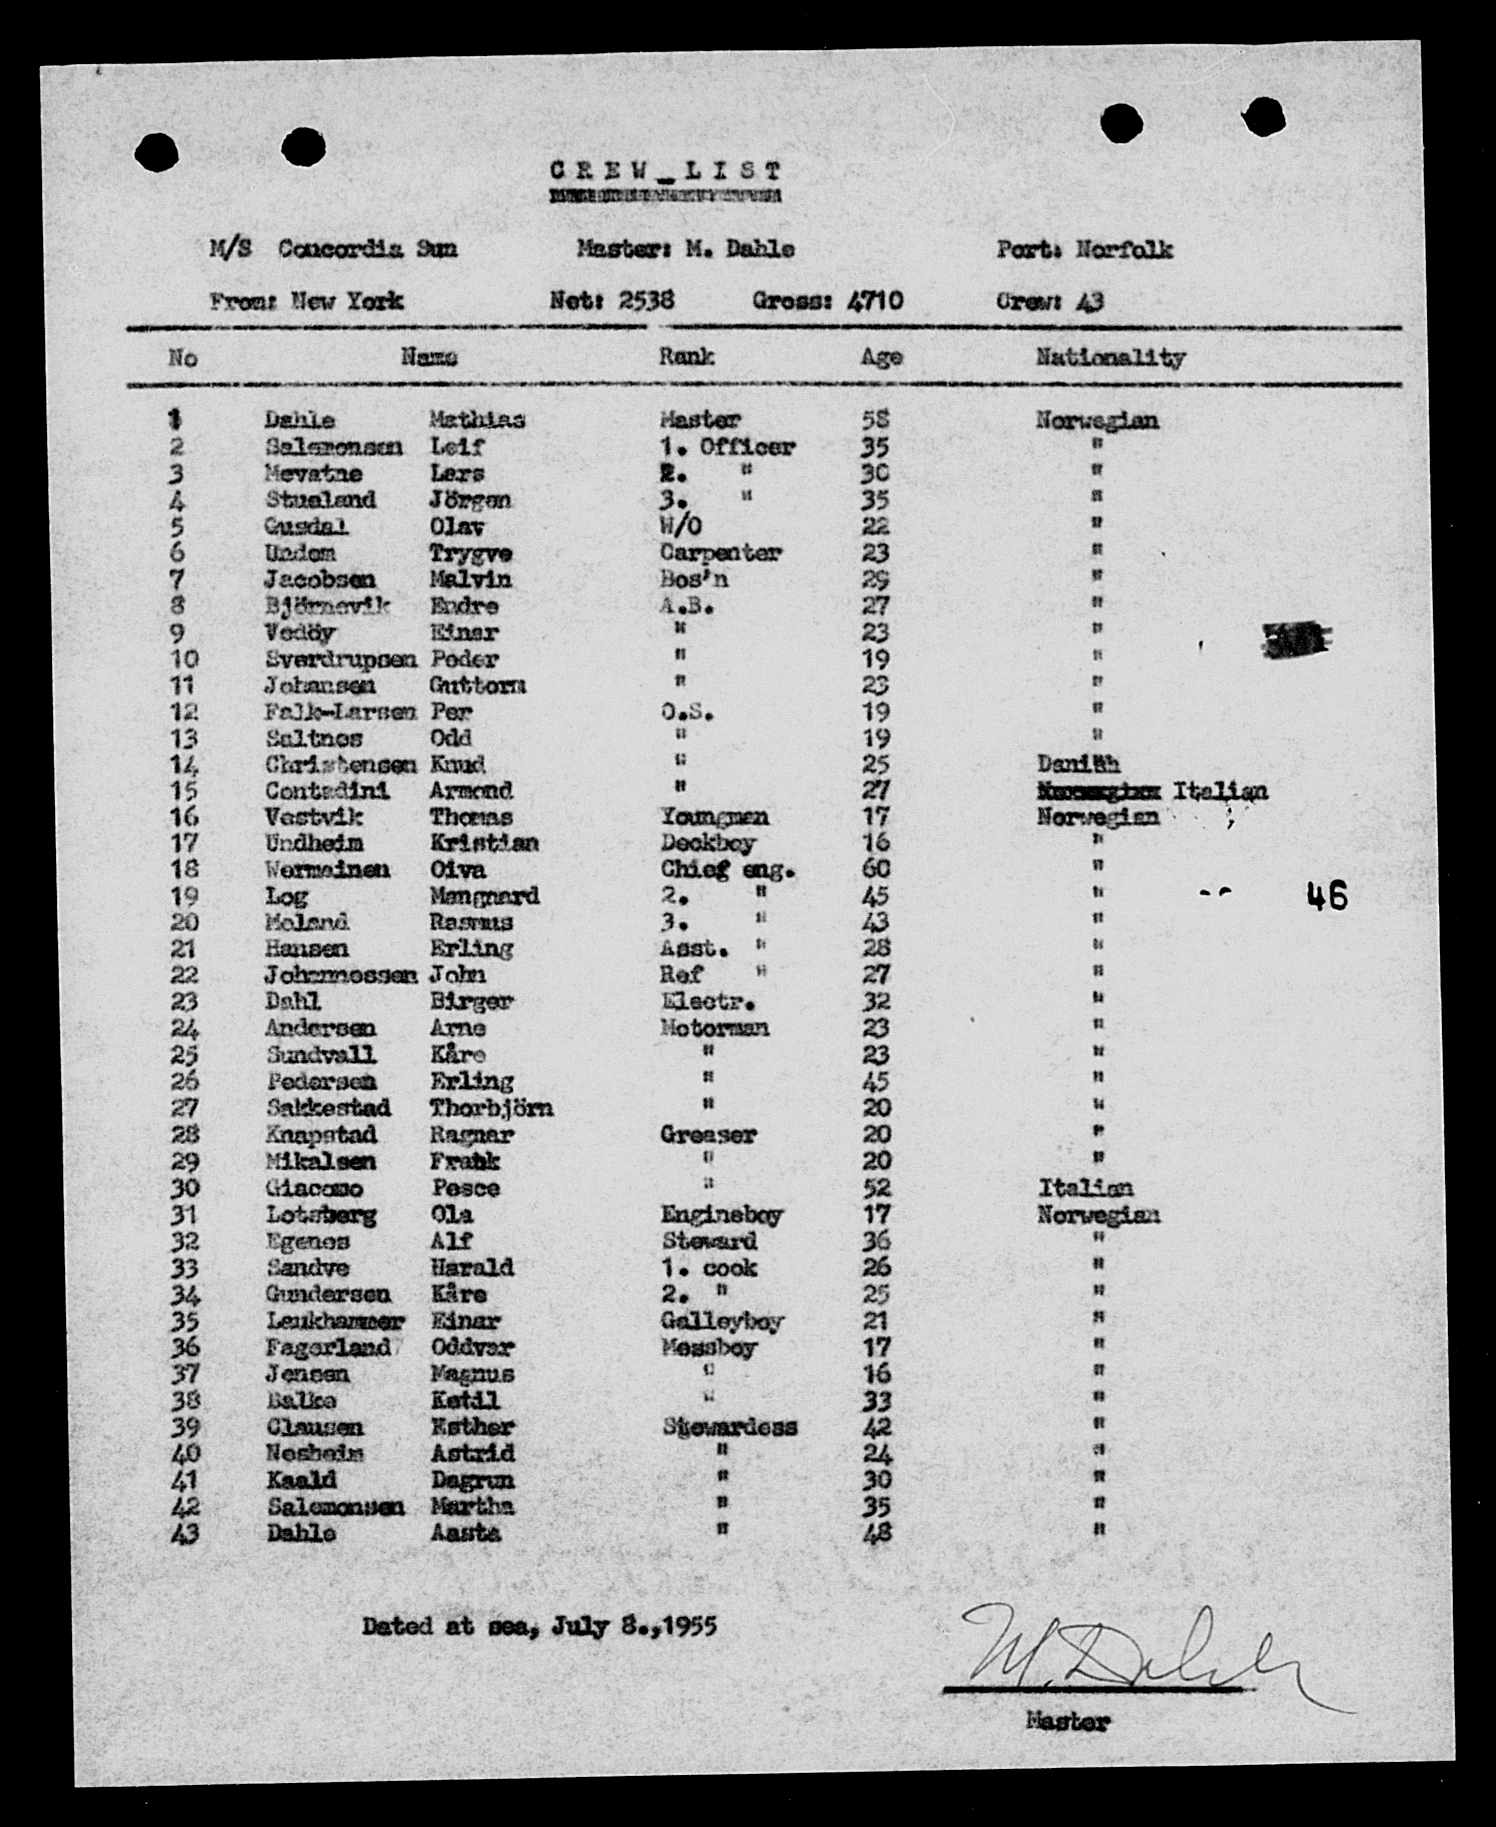 CREW_LIST
M/S Concordia Sun Master: M. Dahle Port: Norfolk
From: New York Net: 2538 Gross: 4710 Crew: 43
No Name Rank Age Nationality
1 Dahle Mathias Master 58 Norwegian
2 Salomonsen Leif 1. Officer 35 "
3 Mevatne Lars 2. " 30 "
4 Stueland Jörgen 3. " 35 "
5 Gusdal Olav W/O 22 "
6 Undem Trygve Carpenter 23 "
7 Jacobsen Malvin Bos'n 29 "
8 Björnevik Endre A.B. 27 "
9 Vedöy Einar " 23 "
10 Sverdrupsen Peder " 19 "
11 Johansen Guttorm " 23 "
12 Falk-Larsen Per O.S. 19 "
13 Saltnes Odd " 19 "
14 Christensen Knud " 25 Danish
15 Contadini Armond " 27 Italian
16 Vestvik Thomas Youngman 17 Norwegian
17 Undheim Kristian Deckboy 16 "
18 Wermeinen Oiva Chief eng. 60 "
19 Log Mangnard 2. " 45 " -- 46
20 Moland Rasmus 3. " 43 "
21 Hansen Erling Asst. " 28 "
22 Johannessen John Ref " 27 "
23 Dahl Birger Electr. 32 "
24 Andersen Arne Motorman 23 "
25 Sundvall Kåre " 23 "
26 Pedersen Erling " 45 "
27 Sakkestad Thorbjörn " 20 "
28 Knapstad Ragnar Greaser 20 "
29 Mikalsen Frank " 20 "
30 Giacomo Pesce " 52 Italian
31 Lotsberg Ola Engineboy 17 Norwegian
32 Egenes Alf Steward 36 "
33 Sandve Harald 1. cook 26 "
34 Gundersen Kåre 2. " 25 "
35 Leukhammer Einar Galleyboy 21 "
36 Fagerland Oddvar Messboy 17 "
37 Jensen Magnus " 16 "
38 Balke Ketil " 33 "
39 Clausen Esther Stewardess 42 "
40 Nesheim Astrid " 24 "
41 Kaald Dagrun " 30 "
42 Salomonsen Martha " 35 "
43 Dahle Aasta " 48 "
Dated at sea, July 8.,1955
M. Dahle
Master